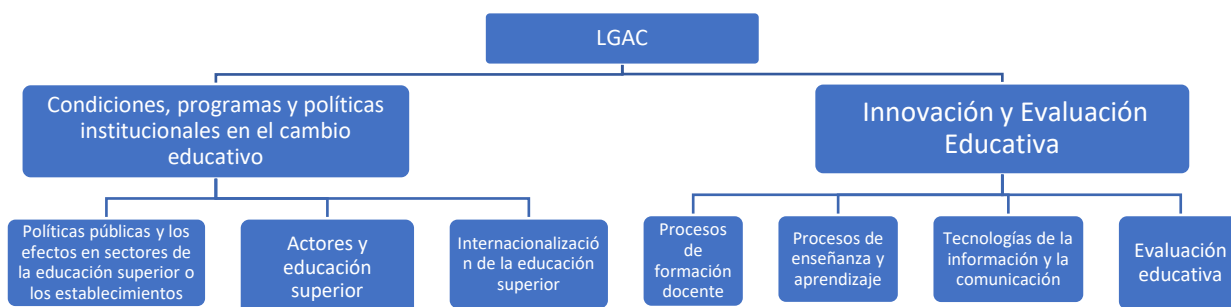 LGAC
Condiciones, programas y políticas
institucionales en el cambio
educativo
Innovación y Evaluación
Educativa
Políticas públicas y los
efectos en sectores de
la educación superior o
los establecimientos
Actores y
educación
superior
Internacionalizació
n de la educación
superior
Procesos
de
formación
docente
Procesos de
enseñanza y
aprendizaje
Tecnologías de la
información y la
comunicación
Evaluación
educativa